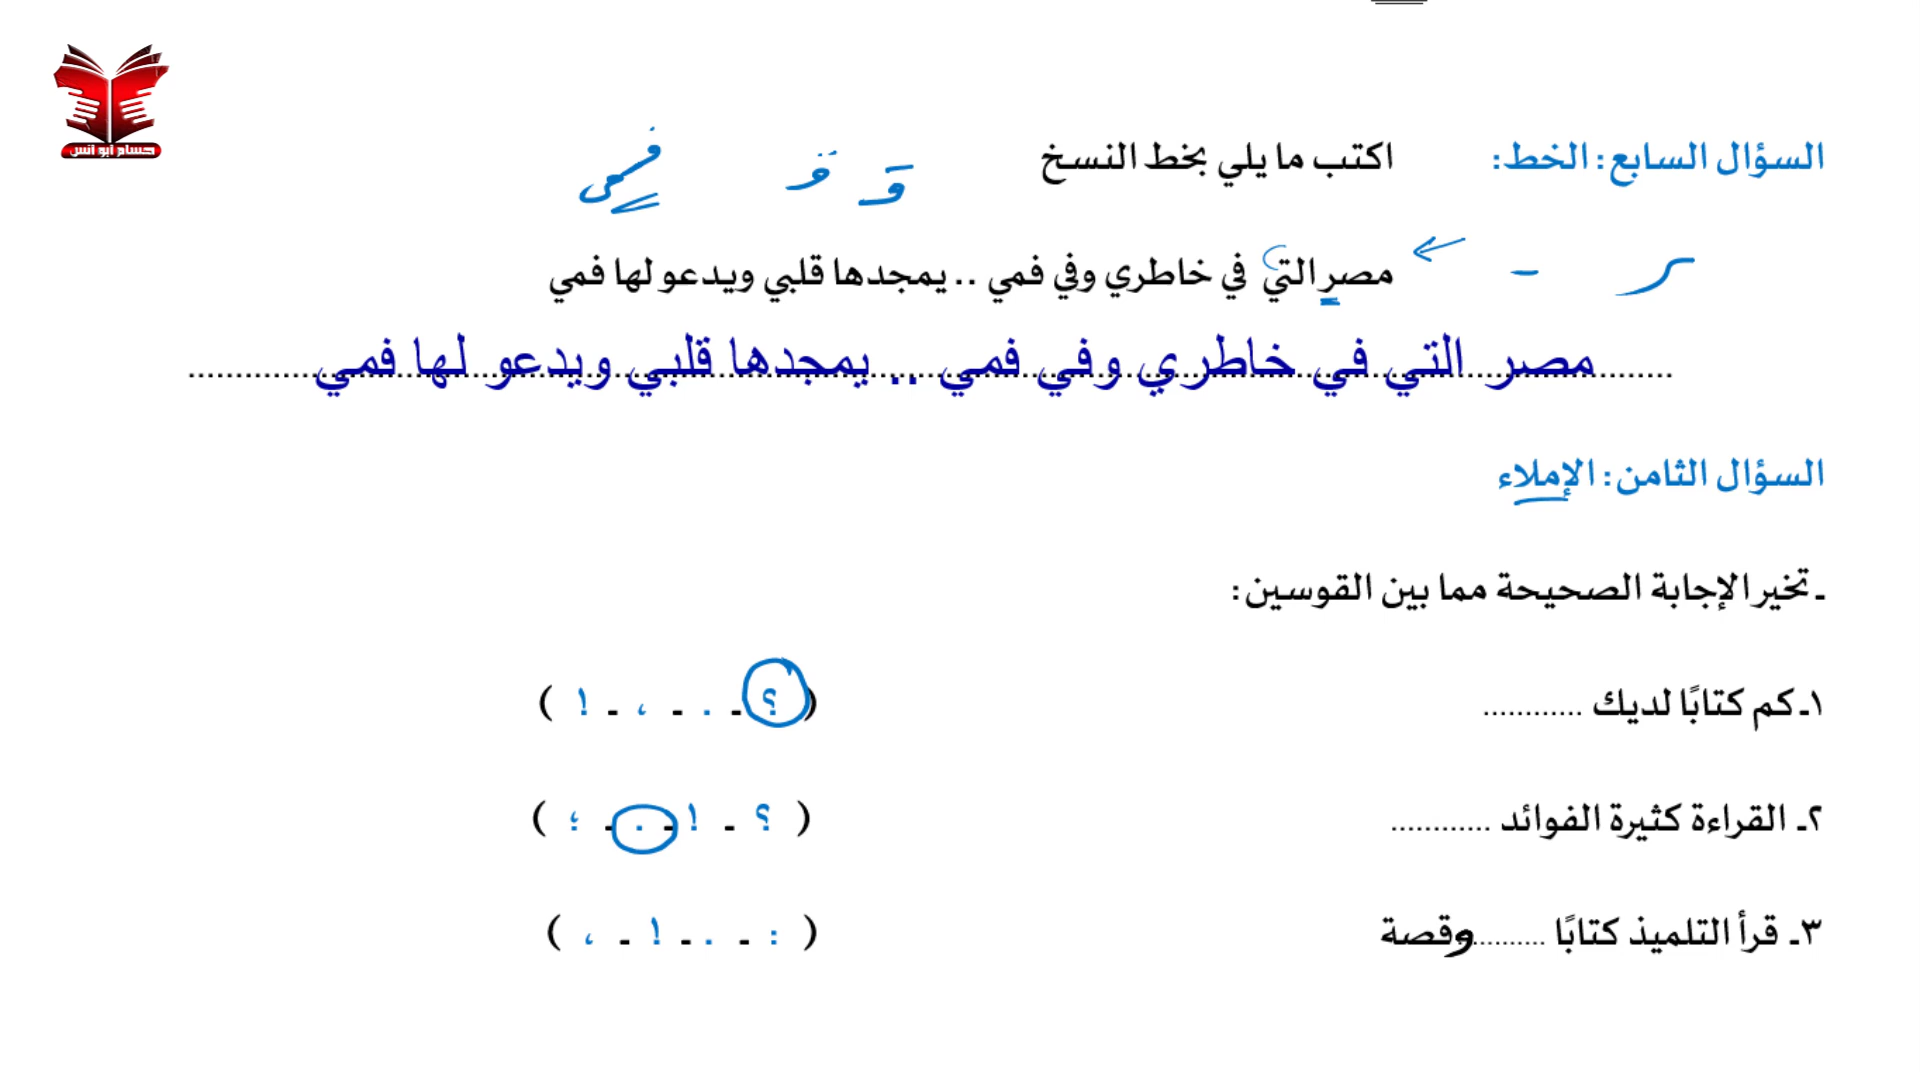 حسام أبو أنس
السؤال السابع: الخط: اكتب ما يلي بخط النسخ
مصر التي في خاطري وفي فمي .. يمجدها قلبي ويدعو لها فمي
مصر التي في خاطري وفي فمي .. يمجدها قلبي ويدعو لها فمي
السؤال الثامن: الإملاء
ـ تخير الإجابة الصحيحة مما بين القوسين:
١ـ كم كتابًا لديك ............ ( ؟ ـ . ـ ، ـ ! )
٢ـ القراءة كثيرة الفوائد ............ ( ؟ ـ ! ـ . ـ ؛ )
٣ـ قرأ التلميذ كتابًا ......... وقصة ( : ـ . ـ ! ـ ، )